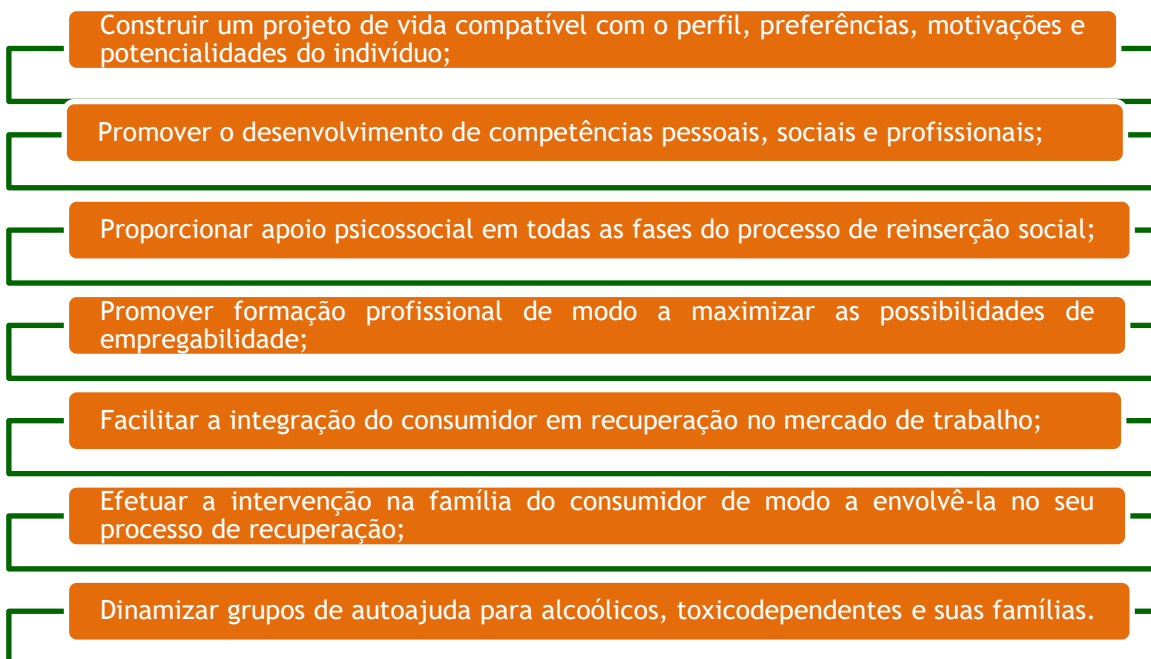 Construir um projeto de vida compatível com o perfil, preferências, motivações e
potencialidades do indivíduo;
Promover o desenvolvimento de competências pessoais, sociais e profissionais;
Proporcionar apoio psicossocial em todas as fases do processo de reinserção social;
Promover formação profissional de modo a maximizar as possibilidades de
empregabilidade;
Facilitar a integração do consumidor em recuperação no mercado de trabalho;
Efetuar a intervenção na família do consumidor de modo a envolvê-la no seu
processo de recuperação;
Dinamizar grupos de autoajuda para alcoólicos, toxicodependentes e suas famílias.